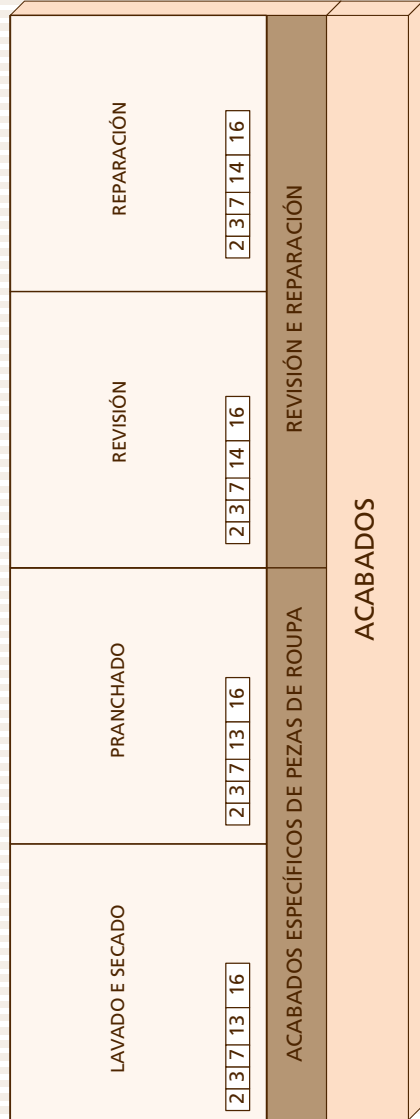 ACABADOS
ACABADOS ESPECÍFICOS DE PEZAS DE ROUPA
REVISIÓN E REPARACIÓN
LAVADO E SECADO
2 3 7 13 16
PRANCHADO
2 3 7 13 16
REVISIÓN
2 3 7 14 16
REPARACIÓN
2 3 7 14 16